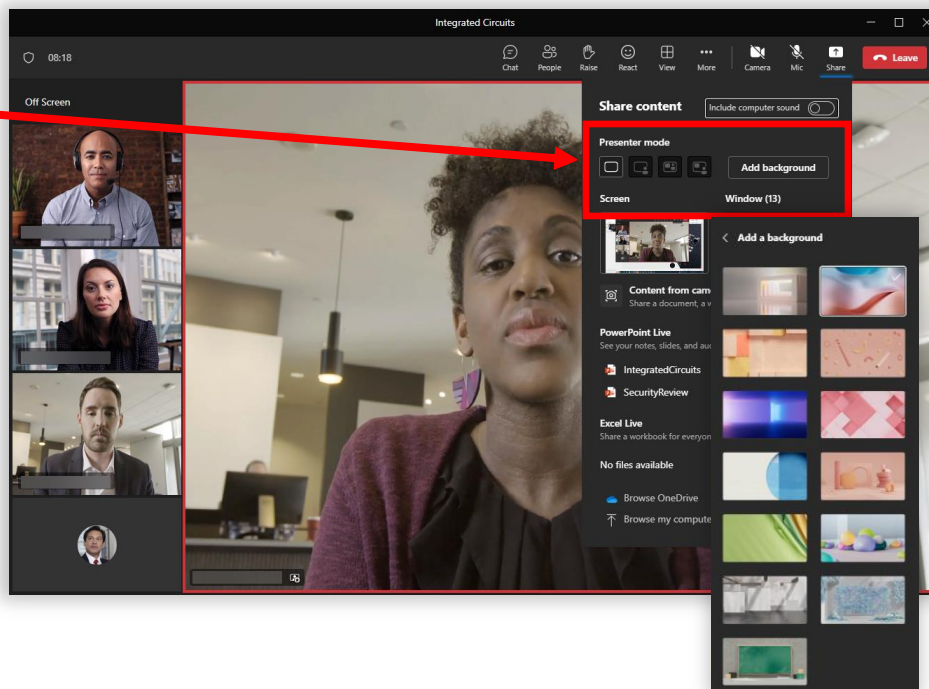 Integrated Circuits
08:18
Chat People Raise React View More Camera Mic Share Leave
Off Screen
Share content Include computer sound
Presenter mode
Add background
Screen Window (13)
Add a background
Content from cam
Share a document, a w
PowerPoint Live
See your notes, slides, and au
IntegratedCircuits
SecurityReview
Excel Live
Share a workbook for everyon
No files available
Browse OneDrive
Browse my compute